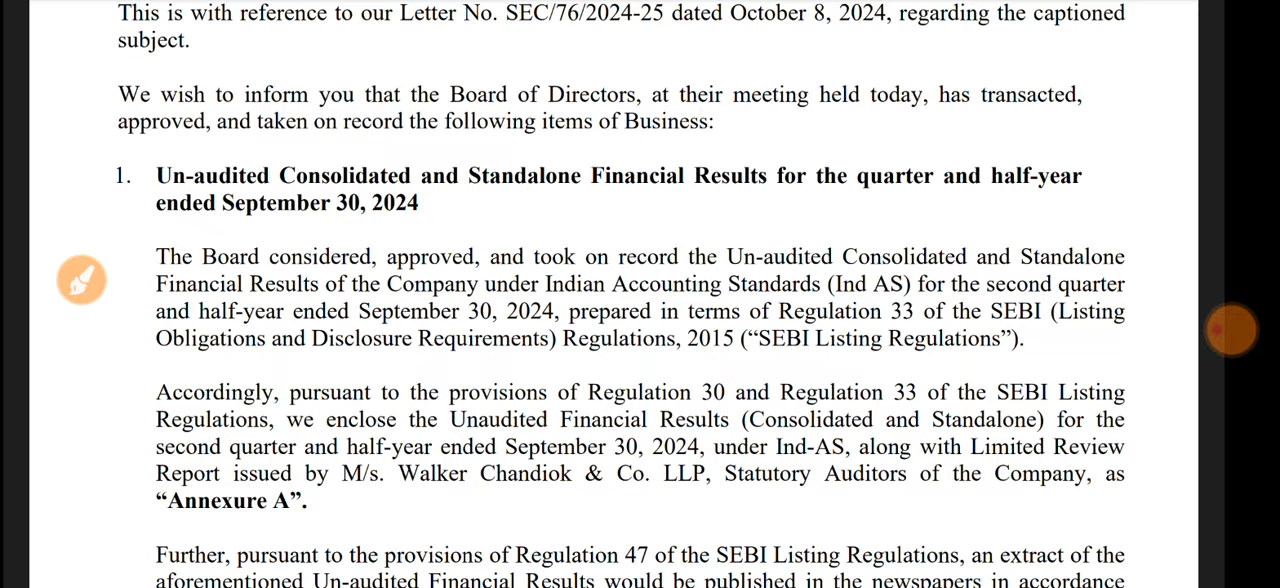 This is with reference to our Letter No. SEC/76/2024-25 dated October 8, 2024, regarding the captioned
subject.
We wish to inform you that the Board of Directors, at their meeting held today, has transacted,
approved, and taken on record the following items of Business:
1. Un-audited Consolidated and Standalone Financial Results for the quarter and half-year
ended September 30, 2024
The Board considered, approved, and took on record the Un-audited Consolidated and Standalone
Financial Results of the Company under Indian Accounting Standards (Ind AS) for the second quarter
and half-year ended September 30, 2024, prepared in terms of Regulation 33 of the SEBI (Listing
Obligations and Disclosure Requirements) Regulations, 2015 (“SEBI Listing Regulations”).
Accordingly, pursuant to the provisions of Regulation 30 and Regulation 33 of the SEBI Listing
Regulations, we enclose the Unaudited Financial Results (Consolidated and Standalone) for the
second quarter and half-year ended September 30, 2024, under Ind-AS, along with Limited Review
Report issued by M/s. Walker Chandiok & Co. LLP, Statutory Auditors of the Company, as
“Annexure A”.
Further, pursuant to the provisions of Regulation 47 of the SEBI Listing Regulations, an extract of the
aforementioned Un-audited Financial Results would be published in the newspapers in accordance